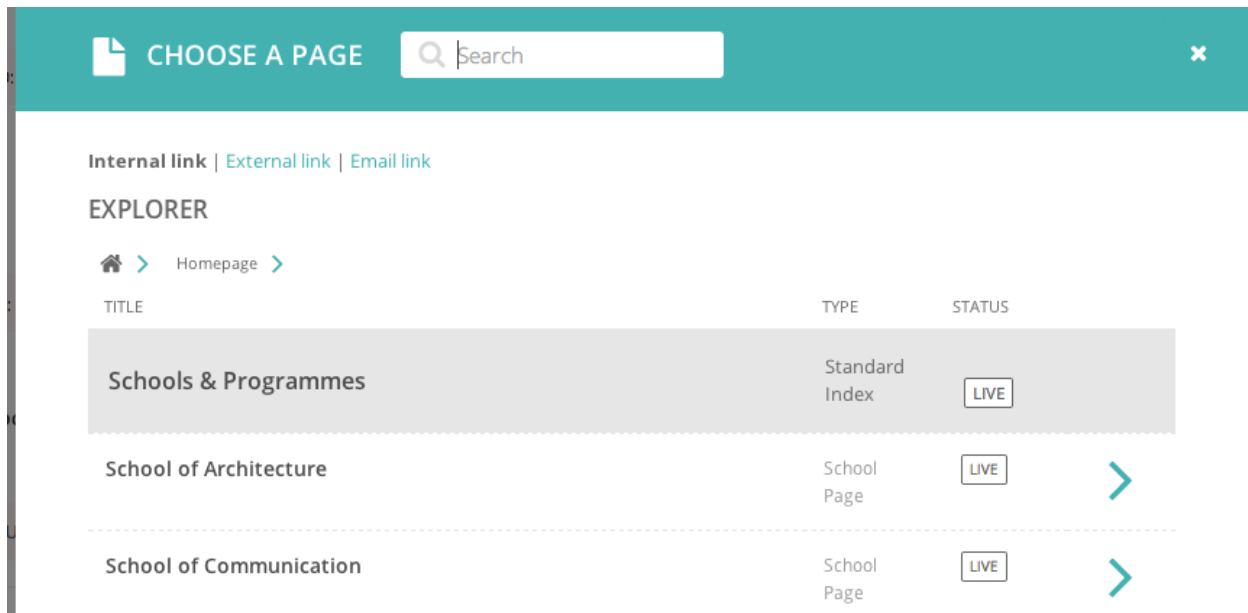 CHOOSE A PAGE Search
Internal link | External link | Email link
EXPLORER
Homepage
TITLE TYPE STATUS
Schools & Programmes Standard Index LIVE
School of Architecture School Page LIVE
School of Communication School Page LIVE